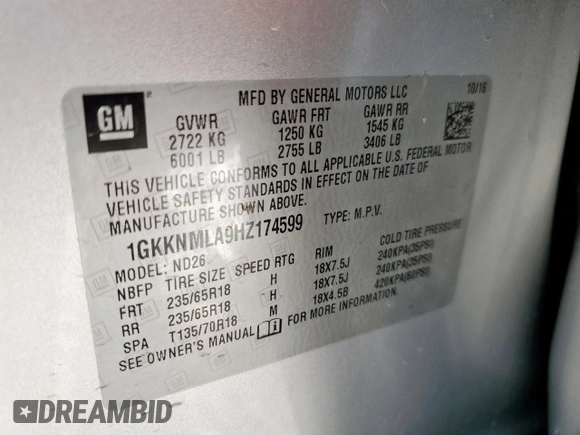 GM
MFD BY GENERAL MOTORS LLC 10/16
GVWR GAWR FRT GAWR RR
2722 KG 1250 KG 1545 KG
6001 LB 2755 LB 3406 LB
THIS VEHICLE CONFORMS TO ALL APPLICABLE U.S. FEDERAL MOTOR
VEHICLE SAFETY STANDARDS IN EFFECT ON THE DATE OF
MANUFACTURE SHOWN ABOVE.
1GKKNMLA9HZ174599 TYPE: M.P.V.
MODEL: ND26
NBFP TIRE SIZE SPEED RTG RIM COLD TIRE PRESSURE
FRT 235/65R18 H 18X7.5J 240KPA(35PSI)
RR 235/65R18 H 18X7.5J 240KPA(35PSI)
SPA T135/70R18 M 18X4.5B 420KPA(60PSI)
SEE OWNER'S MANUAL FOR MORE INFORMATION.
DREAMBID